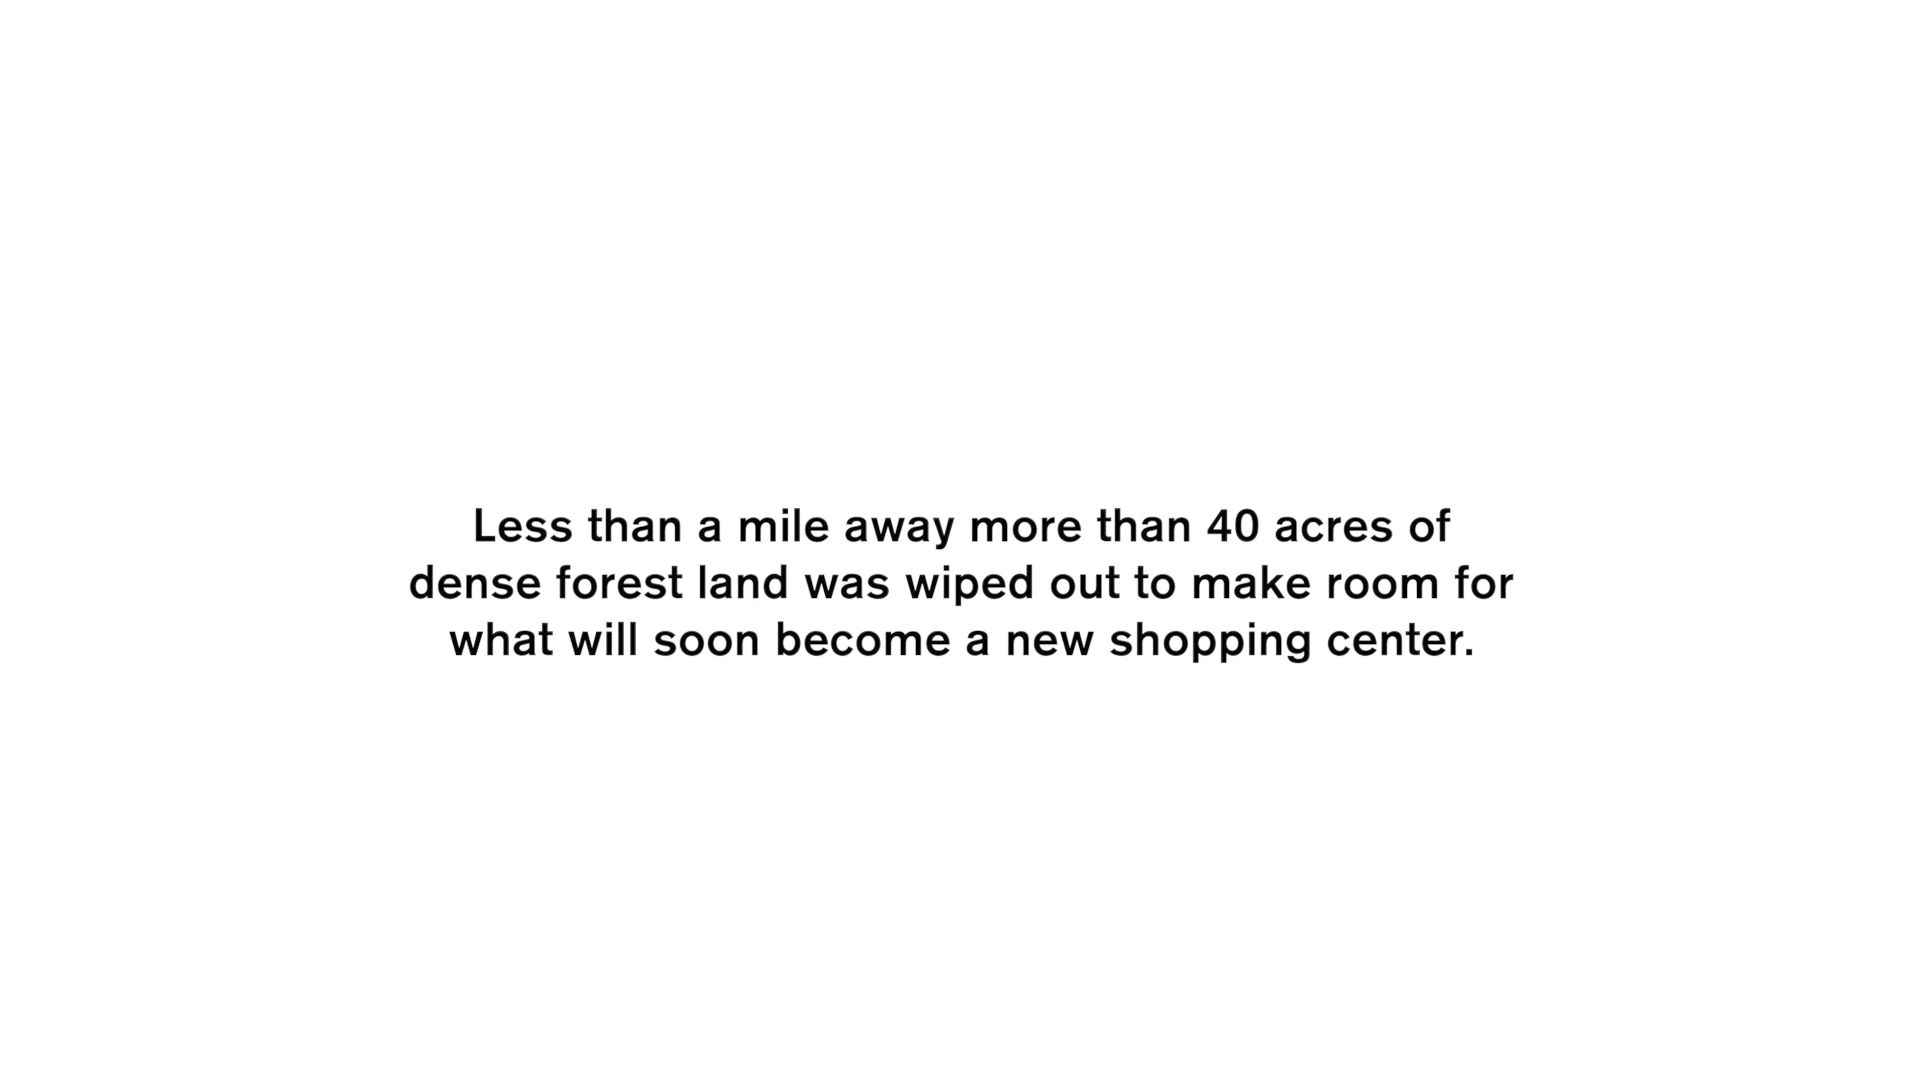 Less than a mile away more than 40 acres of
dense forest land was wiped out to make room for
what will soon become a new shopping center.